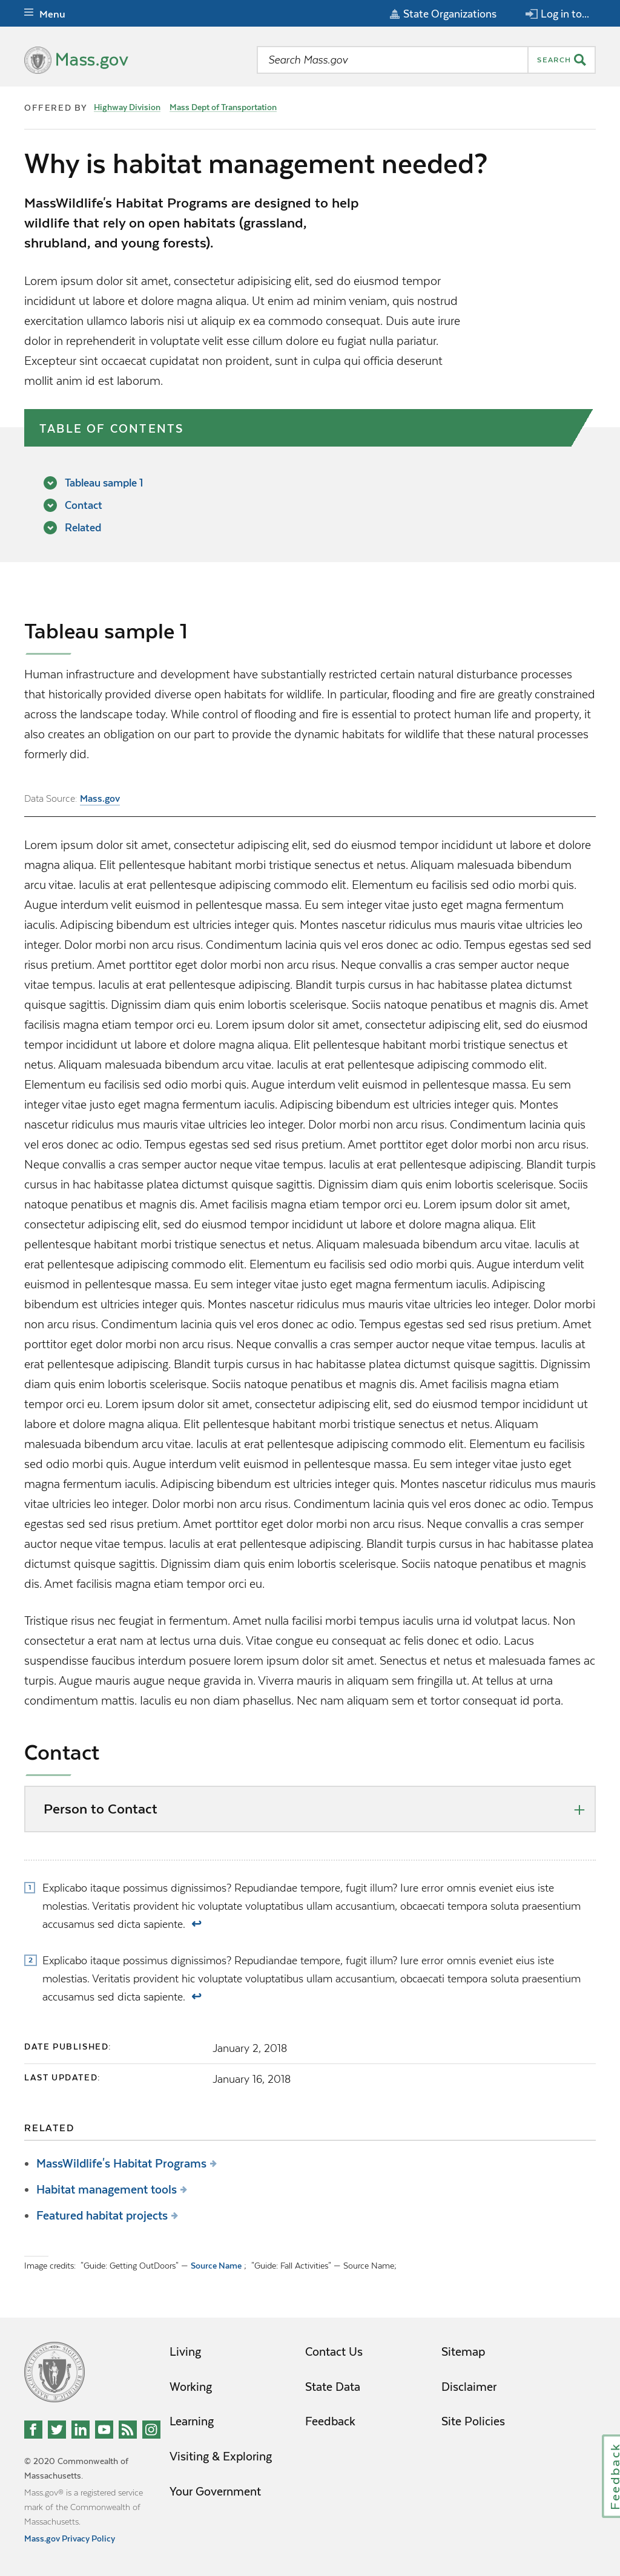 Menu
State Organizations
Log in to...
Mass.gov
Search Mass.gov
SEARCH
OFFERED BY Highway Division Mass Dept of Transportation
Why is habitat management needed?
MassWildlife's Habitat Programs are designed to help
wildlife that rely on open habitats (grassland,
shrubland, and young forests).
Lorem ipsum dolor sit amet, consectetur adipisicing elit, sed do eiusmod tempor
incididunt ut labore et dolore magna aliqua. Ut enim ad minim veniam, quis nostrud
exercitation ullamco laboris nisi ut aliquip ex ea commodo consequat. Duis aute irure
dolor in reprehenderit in voluptate velit esse cillum dolore eu fugiat nulla pariatur.
Excepteur sint occaecat cupidatat non proident, sunt in culpa qui officia deserunt
mollit anim id est laborum.
TABLE OF CONTENTS
Tableau sample 1
Contact
Related
Tableau sample 1
Human infrastructure and development have substantially restricted certain natural disturbance processes
that historically provided diverse open habitats for wildlife. In particular, flooding and fire are greatly constrained
across the landscape today. While control of flooding and fire is essential to protect human life and property, it
also creates an obligation on our part to provide the dynamic habitats for wildlife that these natural processes
formerly did.
Data Source: Mass.gov
Lorem ipsum dolor sit amet, consectetur adipiscing elit, sed do eiusmod tempor incididunt ut labore et dolore
magna aliqua. Elit pellentesque habitant morbi tristique senectus et netus. Aliquam malesuada bibendum
arcu vitae. Iaculis at erat pellentesque adipiscing commodo elit. Elementum eu facilisis sed odio morbi quis.
Augue interdum velit euismod in pellentesque massa. Eu sem integer vitae justo eget magna fermentum
iaculis. Adipiscing bibendum est ultricies integer quis. Montes nascetur ridiculus mus mauris vitae ultricies leo
integer. Dolor morbi non arcu risus. Condimentum lacinia quis vel eros donec ac odio. Tempus egestas sed sed
risus pretium. Amet porttitor eget dolor morbi non arcu risus. Neque convallis a cras semper auctor neque
vitae tempus. Iaculis at erat pellentesque adipiscing. Blandit turpis cursus in hac habitasse platea dictumst
quisque sagittis. Dignissim diam quis enim lobortis scelerisque. Sociis natoque penatibus et magnis dis. Amet
facilisis magna etiam tempor orci eu. Lorem ipsum dolor sit amet, consectetur adipiscing elit, sed do eiusmod
tempor incididunt ut labore et dolore magna aliqua. Elit pellentesque habitant morbi tristique senectus et
netus. Aliquam malesuada bibendum arcu vitae. Iaculis at erat pellentesque adipiscing commodo elit.
Elementum eu facilisis sed odio morbi quis. Augue interdum velit euismod in pellentesque massa. Eu sem
integer vitae justo eget magna fermentum iaculis. Adipiscing bibendum est ultricies integer quis. Montes
nascetur ridiculus mus mauris vitae ultricies leo integer. Dolor morbi non arcu risus. Condimentum lacinia quis
vel eros donec ac odio. Tempus egestas sed sed risus pretium. Amet porttitor eget dolor morbi non arcu risus.
Neque convallis a cras semper auctor neque vitae tempus. Iaculis at erat pellentesque adipiscing. Blandit turpis
cursus in hac habitasse platea dictumst quisque sagittis. Dignissim diam quis enim lobortis scelerisque. Sociis
natoque penatibus et magnis dis. Amet facilisis magna etiam tempor orci eu. Lorem ipsum dolor sit amet,
consectetur adipiscing elit, sed do eiusmod tempor incididunt ut labore et dolore magna aliqua. Elit
pellentesque habitant morbi tristique senectus et netus. Aliquam malesuada bibendum arcu vitae. Iaculis at
erat pellentesque adipiscing commodo elit. Elementum eu facilisis sed odio morbi quis. Augue interdum velit
euismod in pellentesque massa. Eu sem integer vitae justo eget magna fermentum iaculis. Adipiscing
bibendum est ultricies integer quis. Montes nascetur ridiculus mus mauris vitae ultricies leo integer. Dolor morbi
non arcu risus. Condimentum lacinia quis vel eros donec ac odio. Tempus egestas sed sed risus pretium. Amet
porttitor eget dolor morbi non arcu risus. Neque convallis a cras semper auctor neque vitae tempus. Iaculis at
erat pellentesque adipiscing. Blandit turpis cursus in hac habitasse platea dictumst quisque sagittis. Dignissim
diam quis enim lobortis scelerisque. Sociis natoque penatibus et magnis dis. Amet facilisis magna etiam
tempor orci eu. Lorem ipsum dolor sit amet, consectetur adipiscing elit, sed do eiusmod tempor incididunt ut
labore et dolore magna aliqua. Elit pellentesque habitant morbi tristique senectus et netus. Aliquam
malesuada bibendum arcu vitae. Iaculis at erat pellentesque adipiscing commodo elit. Elementum eu facilisis
sed odio morbi quis. Augue interdum velit euismod in pellentesque massa. Eu sem integer vitae justo eget
magna fermentum iaculis. Adipiscing bibendum est ultricies integer quis. Montes nascetur ridiculus mus mauris
vitae ultricies leo integer. Dolor morbi non arcu risus. Condimentum lacinia quis vel eros donec ac odio. Tempus
egestas sed sed risus pretium. Amet porttitor eget dolor morbi non arcu risus. Neque convallis a cras semper
auctor neque vitae tempus. Iaculis at erat pellentesque adipiscing. Blandit turpis cursus in hac habitasse platea
dictumst quisque sagittis. Dignissim diam quis enim lobortis scelerisque. Sociis natoque penatibus et magnis
dis. Amet facilisis magna etiam tempor orci eu.
Tristique risus nec feugiat in fermentum. Amet nulla facilisi morbi tempus iaculis urna id volutpat lacus. Non
consectetur a erat nam at lectus urna duis. Vitae congue eu consequat ac felis donec et odio. Lacus
suspendisse faucibus interdum posuere lorem ipsum dolor sit amet. Senectus et netus et malesuada fames ac
turpis. Augue mauris augue neque gravida in. Viverra mauris in aliquam sem fringilla ut. At tellus at urna
condimentum mattis. Iaculis eu non diam phasellus. Nec nam aliquam sem et tortor consequat id porta.
Contact
Person to Contact
1 Explicabo itaque possimus dignissimos? Repudiandae tempore, fugit illum? Iure error omnis eveniet eius iste
molestias. Veritatis provident hic voluptate voluptatibus ullam accusantium, obcaecati tempora soluta praesentium
accusamus sed dicta sapiente. ↩
2 Explicabo itaque possimus dignissimos? Repudiandae tempore, fugit illum? Iure error omnis eveniet eius iste
molestias. Veritatis provident hic voluptate voluptatibus ullam accusantium, obcaecati tempora soluta praesentium
accusamus sed dicta sapiente. ↩
DATE PUBLISHED: January 2, 2018
LAST UPDATED: January 16, 2018
RELATED
MassWildlife's Habitat Programs
Habitat management tools
Featured habitat projects
Image credits: "Guide: Getting OutDoors" — Source Name ; "Guide: Fall Activities" — Source Name;
Living
Working
Learning
Visiting & Exploring
Your Government
Contact Us
State Data
Feedback
Sitemap
Disclaimer
Site Policies
© 2020 Commonwealth of
Massachusetts.
Mass.gov® is a registered service
mark of the Commonwealth of
Massachusetts.
Mass.gov Privacy Policy
Feedback